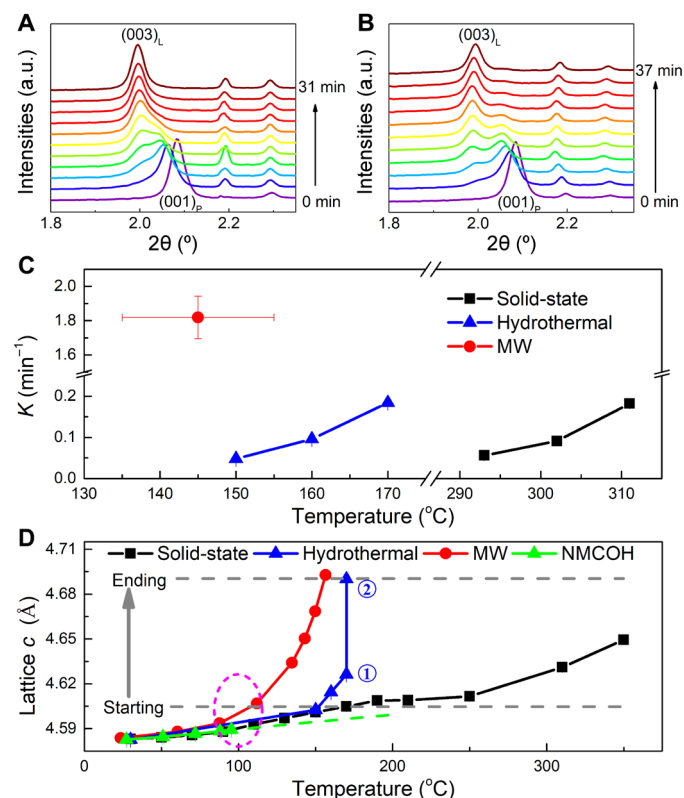 A
B
(003)L
(003)L
31 min
37 min
Intensities (a.u.)
Intensities (a.u.)
(001)P
0 min
(001)P
0 min
1.8 2.0 2.2
1.8 2.0 2.2
2θ (º)
2θ (º)
C
K (min⁻¹)
2.0
1.8
1.6
0.2
0.1
0.0
Solid-state
Hydrothermal
MW
130 140 150 160 170 290 300 310
Temperature (°C)
D
Lattice c (Å)
4.71
4.68
4.65
4.62
4.59
Solid-state Hydrothermal MW NMCOH
Ending
②
①
Starting
0 100 200 300
Temperature (°C)